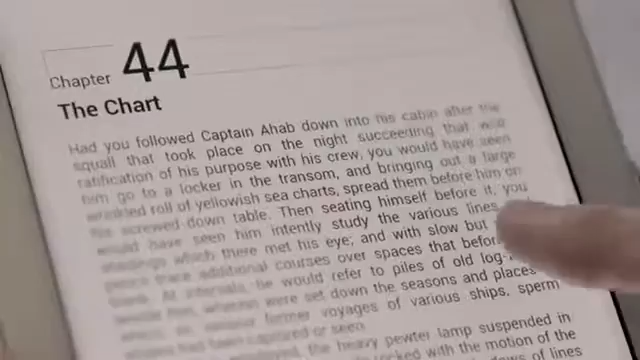 Chapter 44
The Chart
Had you followed Captain Ahab down into his cabin after the
squall that took place on the night succeeding that wild
ratification of his purpose with his crew, you would have seen
him go to a locker in the transom, and bringing out a large
wrinkled roll of yellowish sea charts, spread them before him on
his screwed-down table. Then seating himself before it, you
would have seen him intently study the various lines
shadings which there met his eye; and with slow but
pencil trace additional courses over spaces that before
At intervals, he would refer to piles of old log-
beside him, wherein were set down the seasons and places
which, on various former voyages of various ships, sperm
had been captured or seen.
the heavy pewter lamp suspended in
rocked with the motion of the
of lines